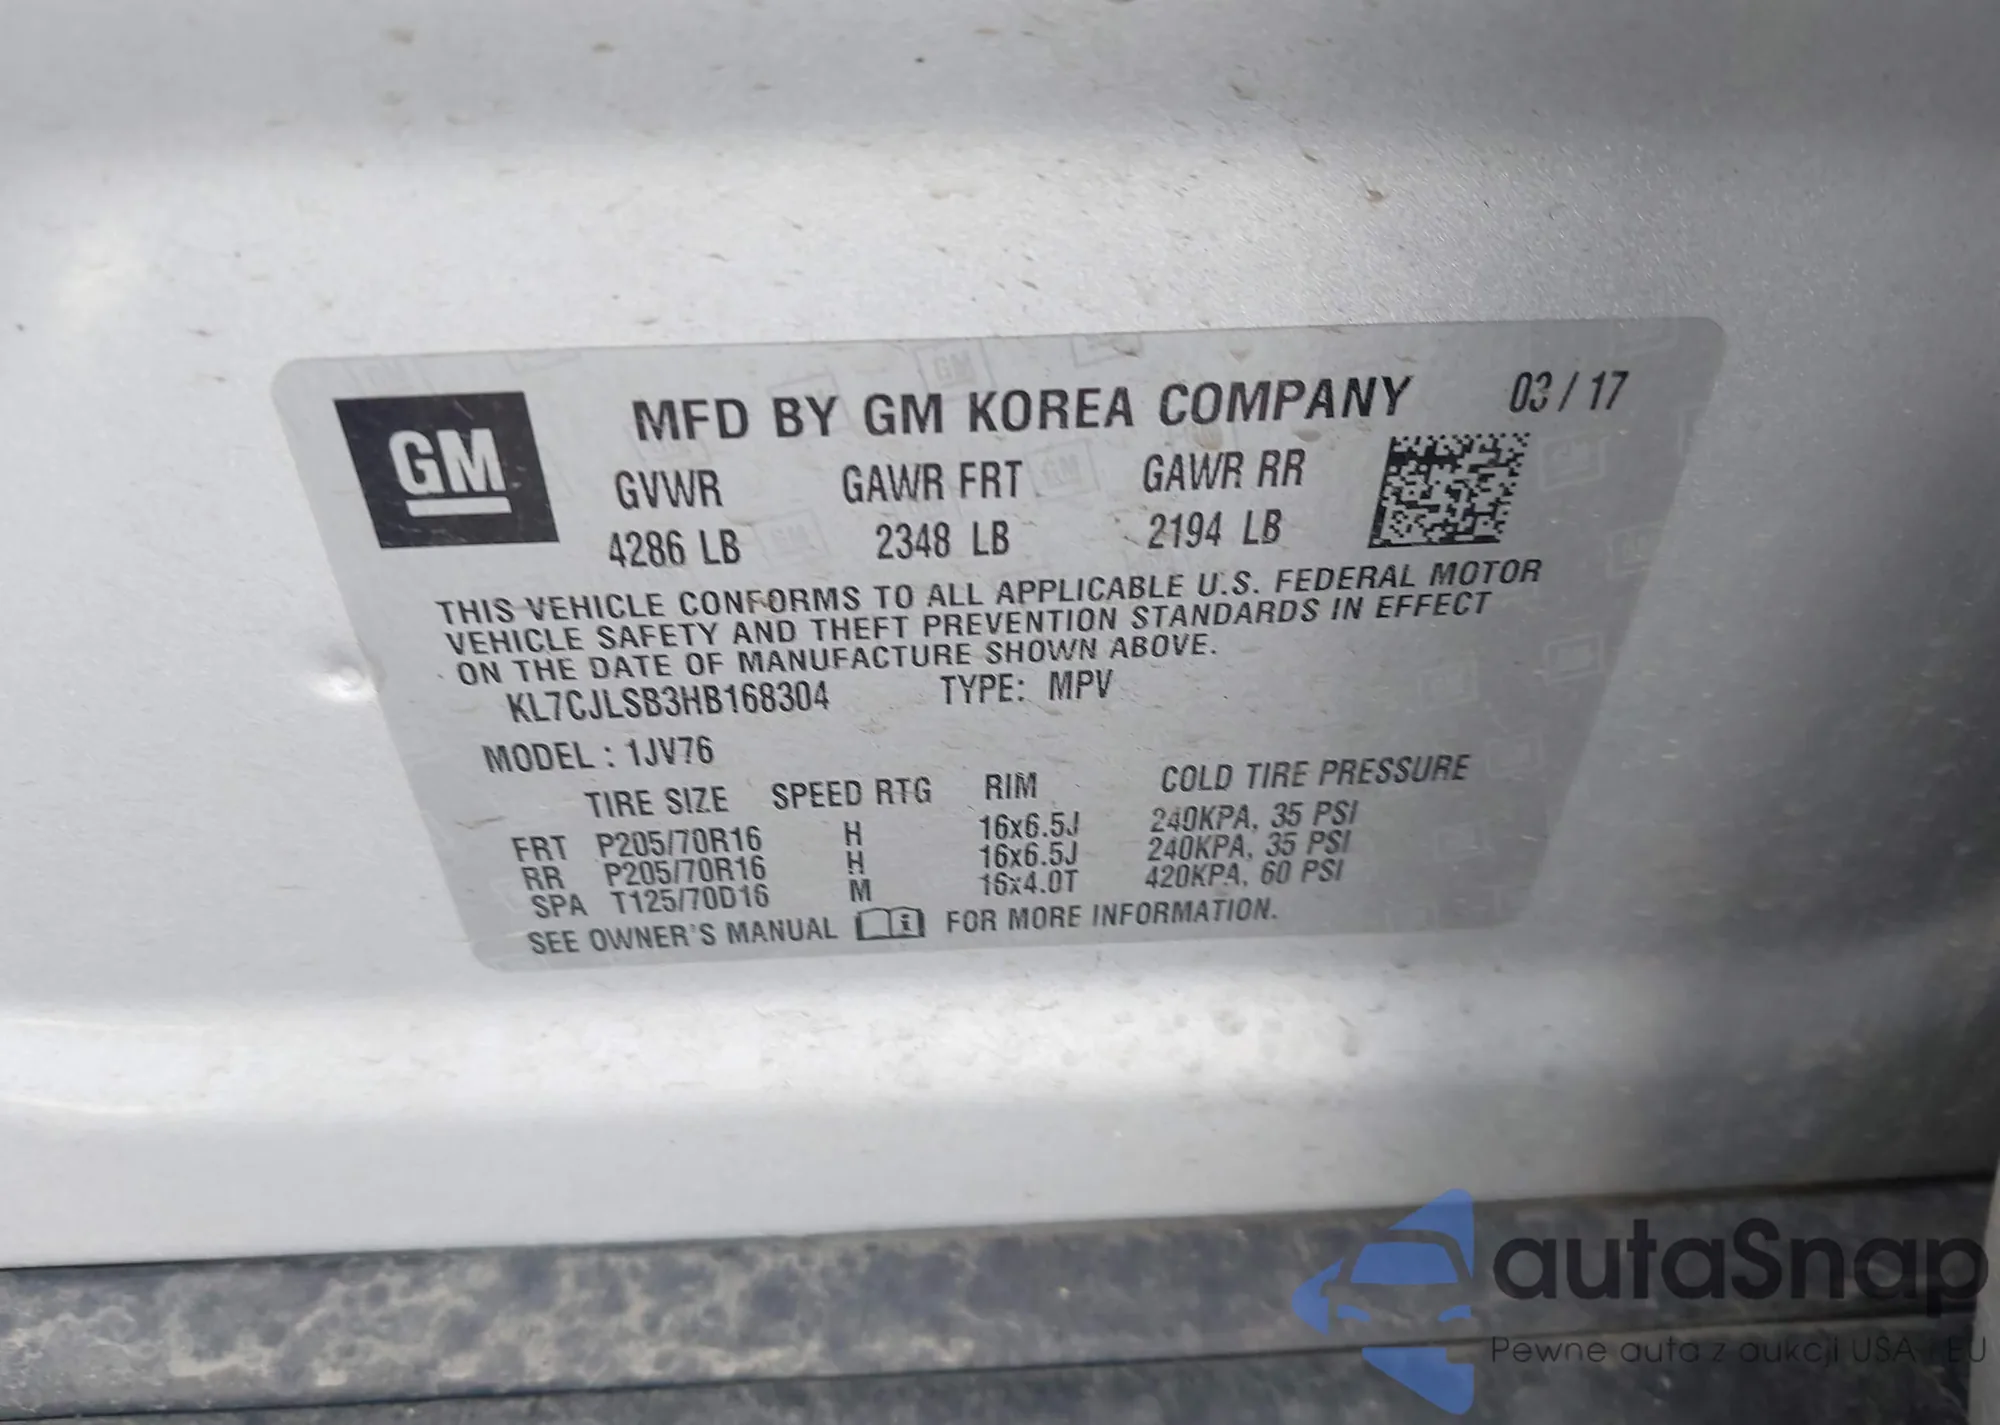 GM
MFD BY GM KOREA COMPANY 03 / 17
GVWR GAWR FRT GAWR RR
4286 LB 2348 LB 2194 LB
THIS VEHICLE CONFORMS TO ALL APPLICABLE U.S. FEDERAL MOTOR
VEHICLE SAFETY AND THEFT PREVENTION STANDARDS IN EFFECT
ON THE DATE OF MANUFACTURE SHOWN ABOVE.
KL7CJLSB3HB168304 TYPE: MPV
MODEL : 1JV76
TIRE SIZE SPEED RTG RIM COLD TIRE PRESSURE
FRT P205/70R16 H 16x6.5J 240KPA, 35 PSI
RR P205/70R16 H 16x6.5J 240KPA, 35 PSI
SPA T125/70D16 M 16x4.0T 420KPA, 60 PSI
SEE OWNER'S MANUAL FOR MORE INFORMATION.
autaSnap
Pewne auta z aukcji USA i EU